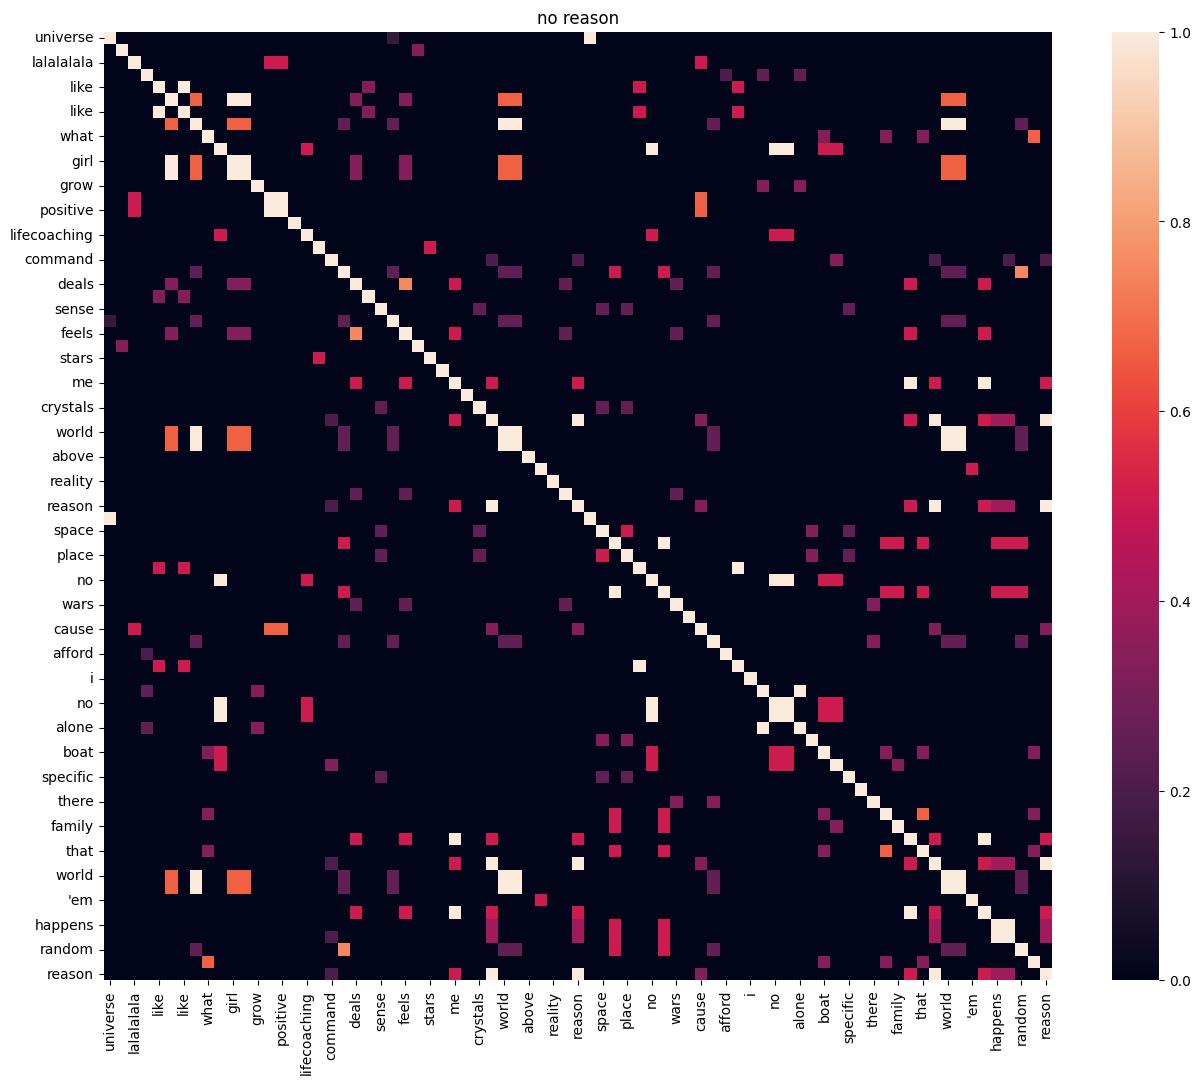 no reason
universe
lalalalala
like
like
what
girl
grow
positive
lifecoaching
command
deals
sense
feels
stars
me
crystals
world
above
reality
reason
space
place
no
wars
cause
afford
i
no
alone
boat
specific
there
family
that
world
'em
happens
random
reason
1.0
0.8
0.6
0.4
0.2
0.0
universe
lalalalala
like
like
what
girl
grow
positive
lifecoaching
command
deals
sense
feels
stars
me
crystals
world
above
reality
reason
space
place
no
wars
cause
afford
i
no
alone
boat
specific
there
family
that
world
'em
happens
random
reason